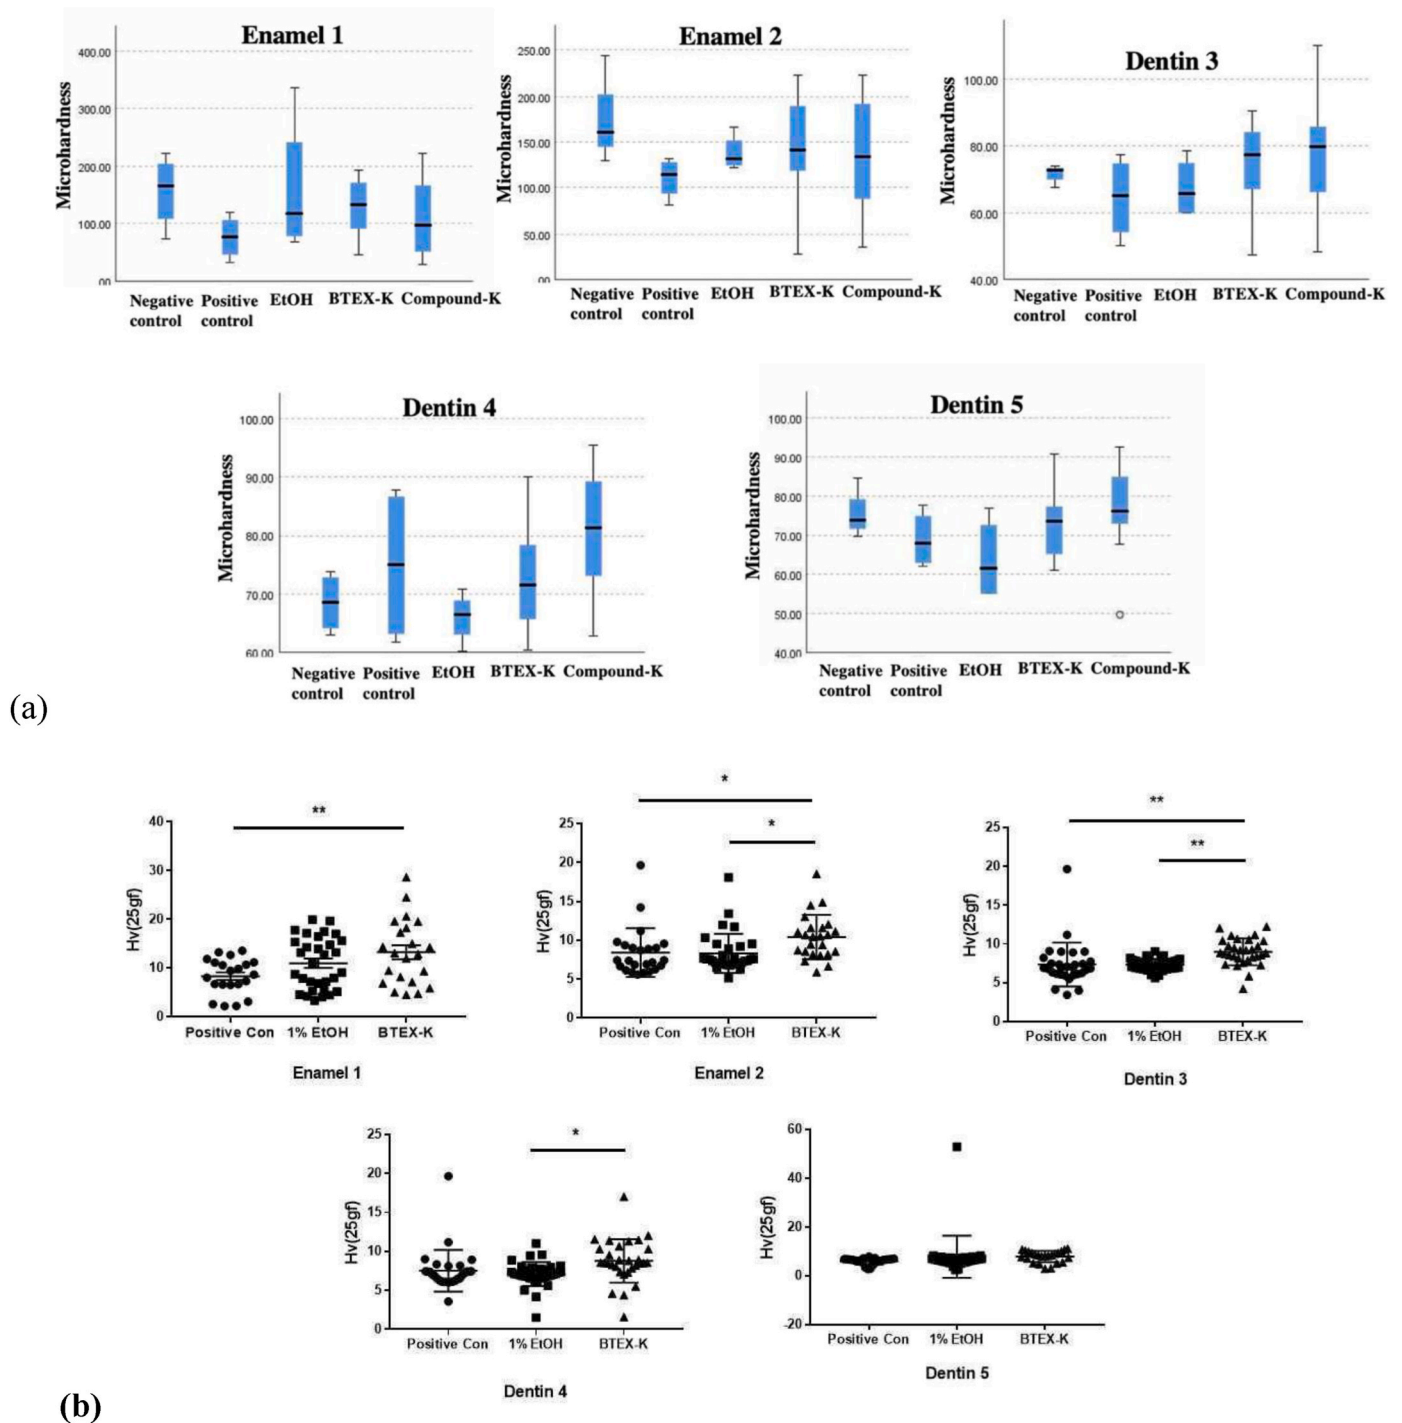 Enamel 1
Microhardness
400.00
300.00
200.00
100.00
.00
Negative control
Positive control
EtOH
BTEX-K
Compound-K
Enamel 2
Microhardness
250.00
200.00
150.00
100.00
50.00
.00
Negative control
Positive control
EtOH
BTEX-K
Compound-K
Dentin 3
Microhardness
100.00
80.00
60.00
40.00
Negative control
Positive control
EtOH
BTEX-K
Compound-K
Dentin 4
Microhardness
100.00
90.00
80.00
70.00
60.00
Negative control
Positive control
EtOH
BTEX-K
Compound-K
Dentin 5
Microhardness
100.00
90.00
80.00
70.00
60.00
50.00
40.00
Negative control
Positive control
EtOH
BTEX-K
Compound-K
(a)
**
Hv(25gf)
40
30
20
10
0
Positive Con
1% EtOH
BTEX-K
Enamel 1
*
*
Hv(25gf)
25
20
15
10
5
0
Positive Con
1% EtOH
BTEX-K
Enamel 2
**
**
Hv(25gf)
25
20
15
10
5
0
Positive Con
1% EtOH
BTEX-K
Dentin 3
*
Hv(25gf)
25
20
15
10
5
0
Positive Con
1% EtOH
BTEX-K
Dentin 4
Hv(25gf)
60
40
20
0
-20
Positive Con
1% EtOH
BTEX-K
Dentin 5
(b)